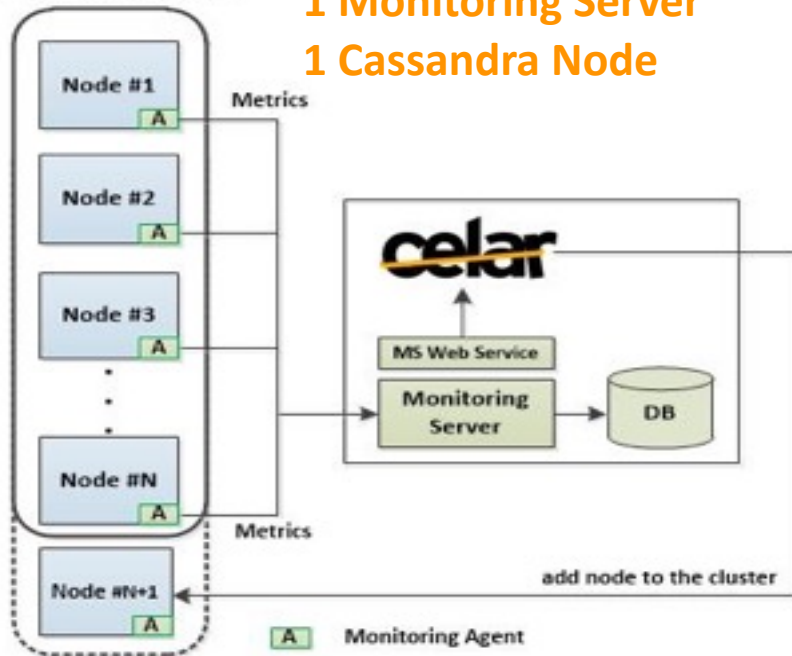 1 Monitoring Server
1 Cassandra Node
Node #1
A
Metrics
Node #2
A
celar
Node #3
A
MS Web Service
Monitoring
Server
DB
Node #N
A
Metrics
Node #N+1
A
add node to the cluster
A Monitoring Agent